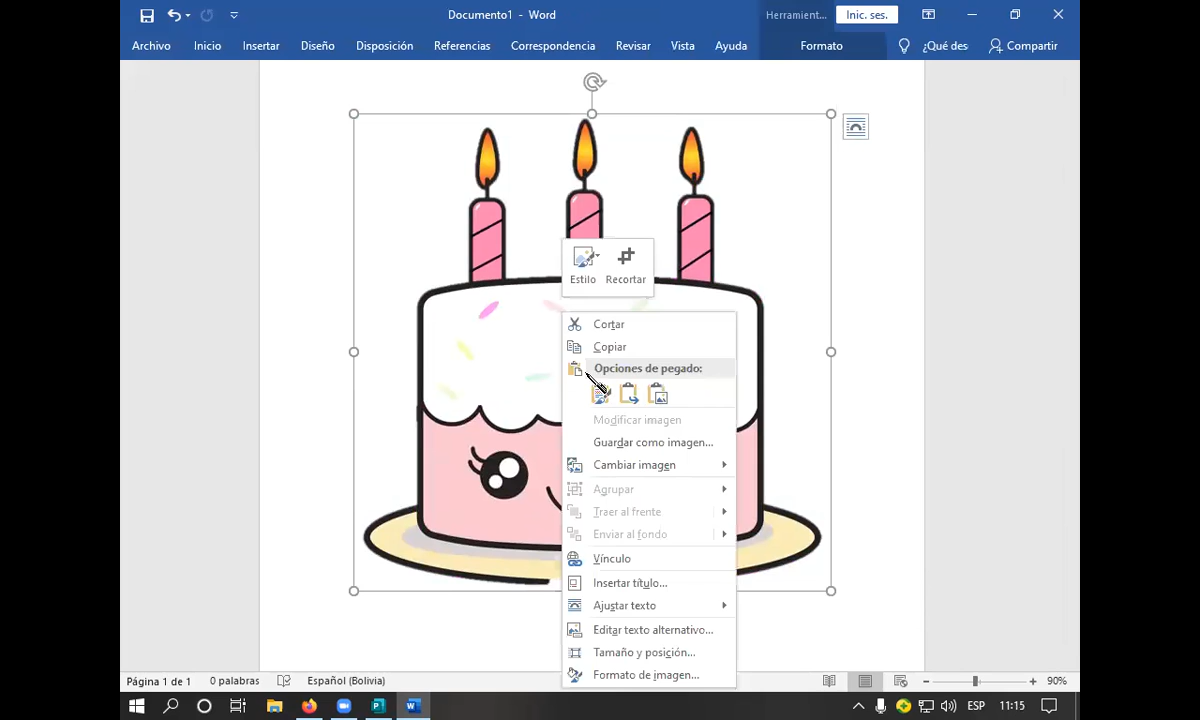 Documento1 - Word
Herramient...
Inic. ses.
Archivo
Inicio
Insertar
Diseño
Disposición
Referencias
Correspondencia
Revisar
Vista
Ayuda
Formato
¿Qué des
Compartir
Estilo
Recortar
Cortar
Copiar
Opciones de pegado:
Modificar imagen
Guardar como imagen...
Cambiar imagen
Agrupar
Traer al frente
Enviar al fondo
Vínculo
Insertar título...
Ajustar texto
Editar texto alternativo...
Tamaño y posición...
Formato de imagen...
Página 1 de 1
0 palabras
Español (Bolivia)
90%
ESP
11:15